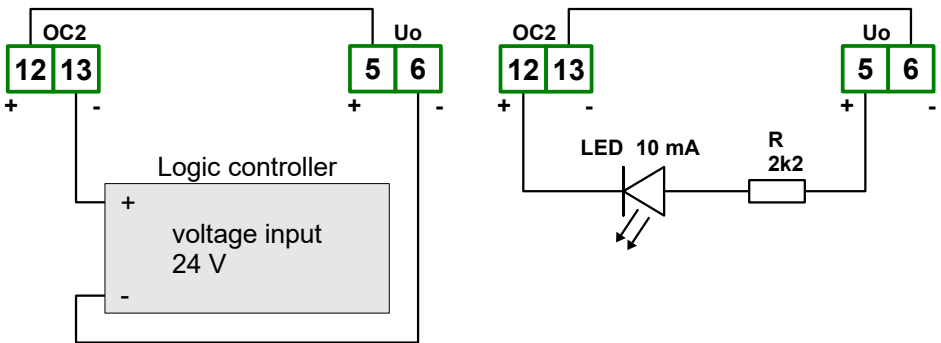 OC2 Uo
12 13 5 6
+ - + -
Logic controller
+
voltage input
24 V
-
OC2 Uo
12 13 5 6
+ - + -
LED 10 mA
R
2k2